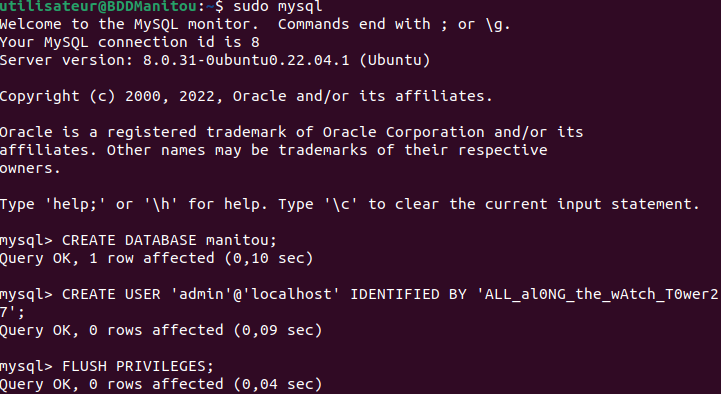 utilisateur@BDDManitou:~$ sudo mysql
Welcome to the MySQL monitor.  Commands end with ; or \g.
Your MySQL connection id is 8
Server version: 8.0.31-0ubuntu0.22.04.1 (Ubuntu)
Copyright (c) 2000, 2022, Oracle and/or its affiliates.
Oracle is a registered trademark of Oracle Corporation and/or its
affiliates. Other names may be trademarks of their respective
owners.
Type 'help;' or '\h' for help. Type '\c' to clear the current input statement.
mysql> CREATE DATABASE manitou;
Query OK, 1 row affected (0,10 sec)
mysql> CREATE USER 'admin'@'localhost' IDENTIFIED BY 'ALL_al0NG_the_wAtch_T0wer2
7';
Query OK, 0 rows affected (0,09 sec)
mysql> FLUSH PRIVILEGES;
Query OK, 0 rows affected (0,04 sec)